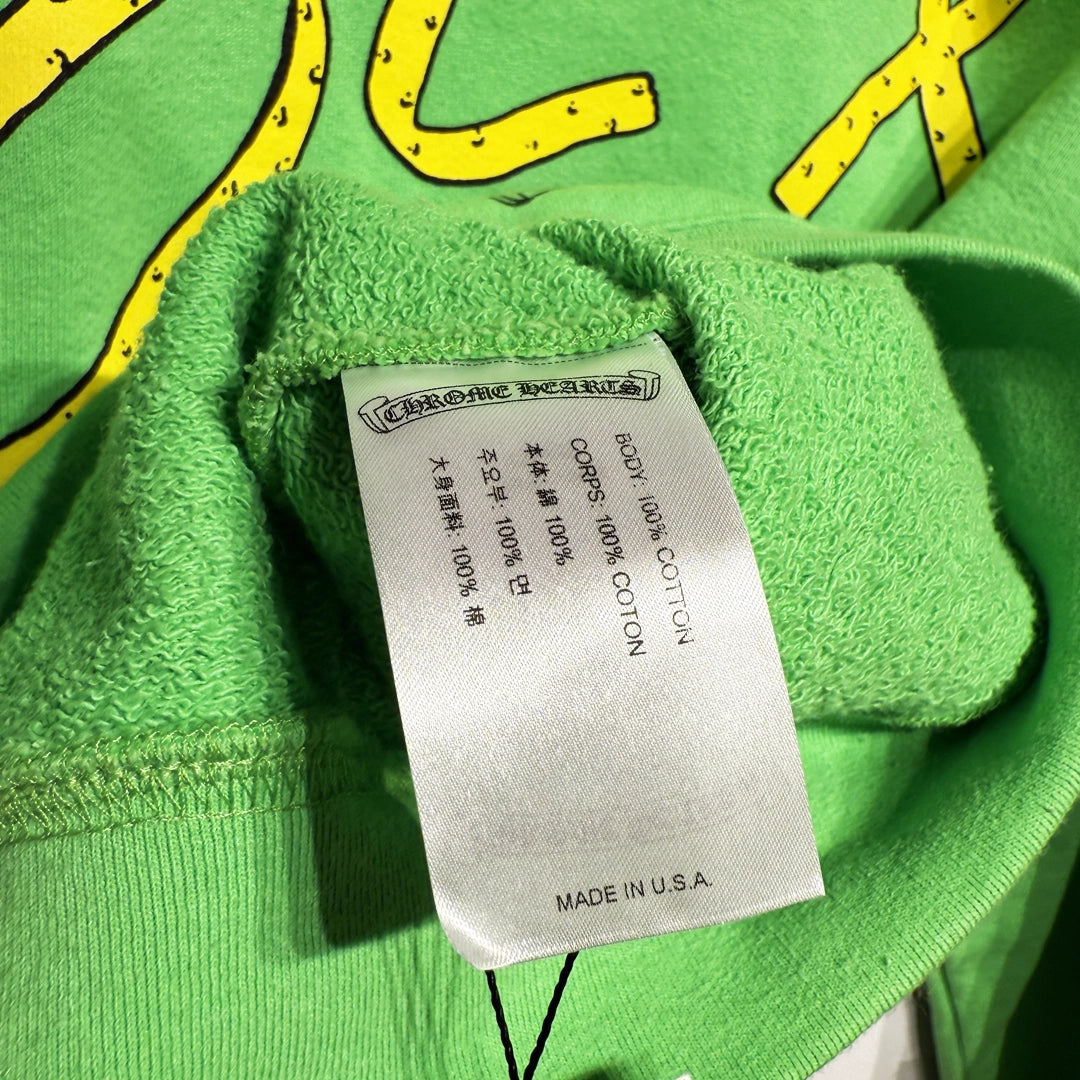 CHROME HEARTS
BODY: 100% COTTON
CORPS: 100% COTON
本体: 綿 100%
주요부: 100% 면
大身面料: 100% 棉
MADE IN U.S.A.